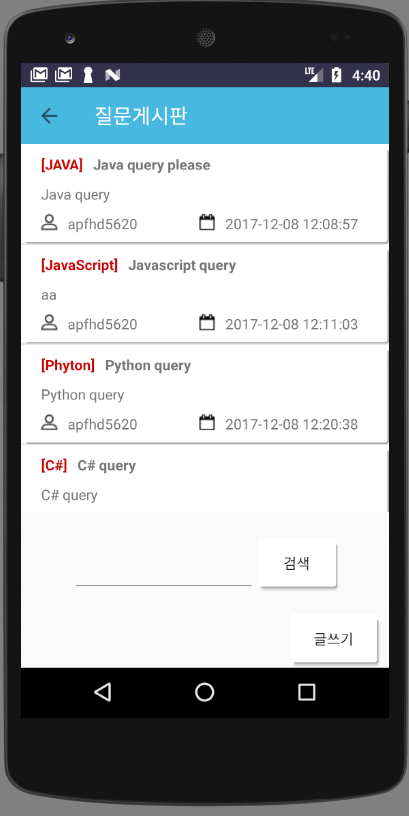 LTE 4:40
질문게시판
[JAVA] Java query please
Java query
apfhd5620 2017-12-08 12:08:57
[JavaScript] Javascript query
aa
apfhd5620 2017-12-08 12:11:03
[Phyton] Python query
Python query
apfhd5620 2017-12-08 12:20:38
[C#] C# query
C# query
검색
글쓰기